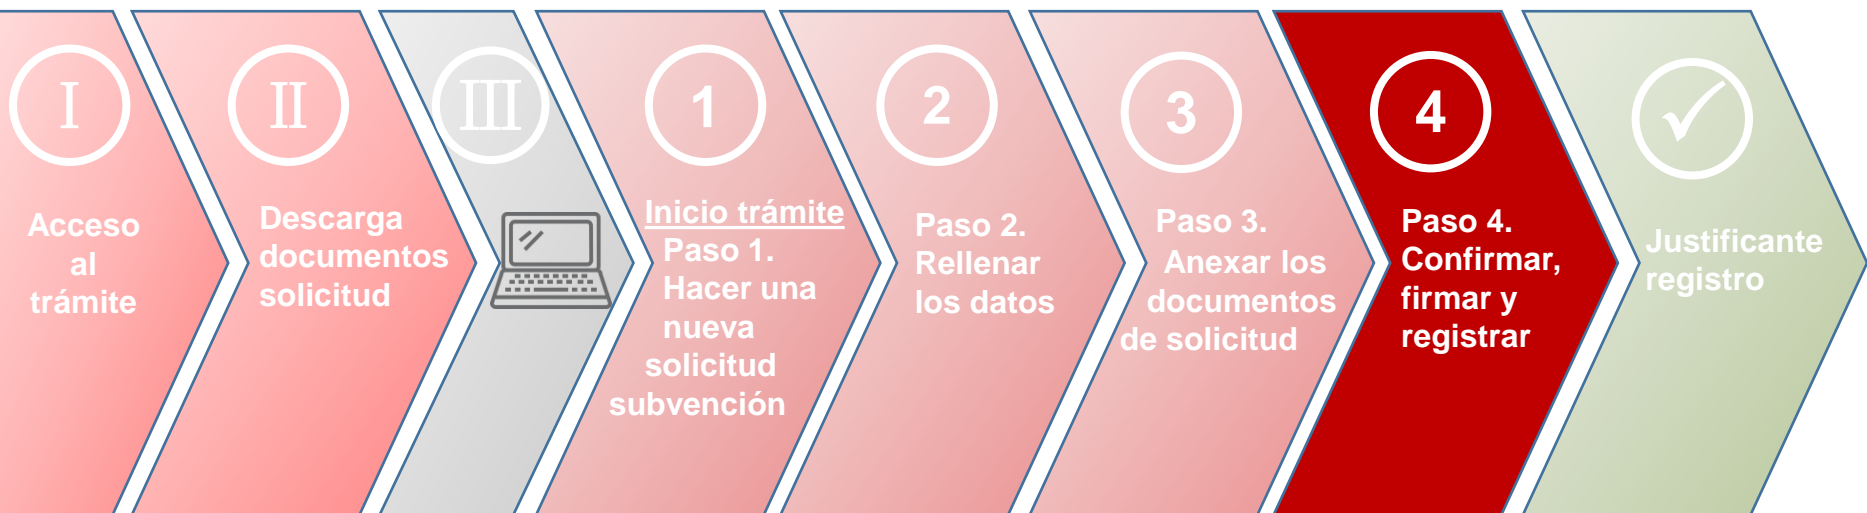 I
Acceso
al
trámite
II
Descarga
documentos
solicitud
III
1
Inicio trámite
Paso 1.
Hacer una
nueva
solicitud
subvención
2
Paso 2.
Rellenar
los datos
3
Paso 3.
Anexar los
documentos
de solicitud
4
Paso 4.
Confirmar,
firmar y
registrar
✓
Justificante
registro